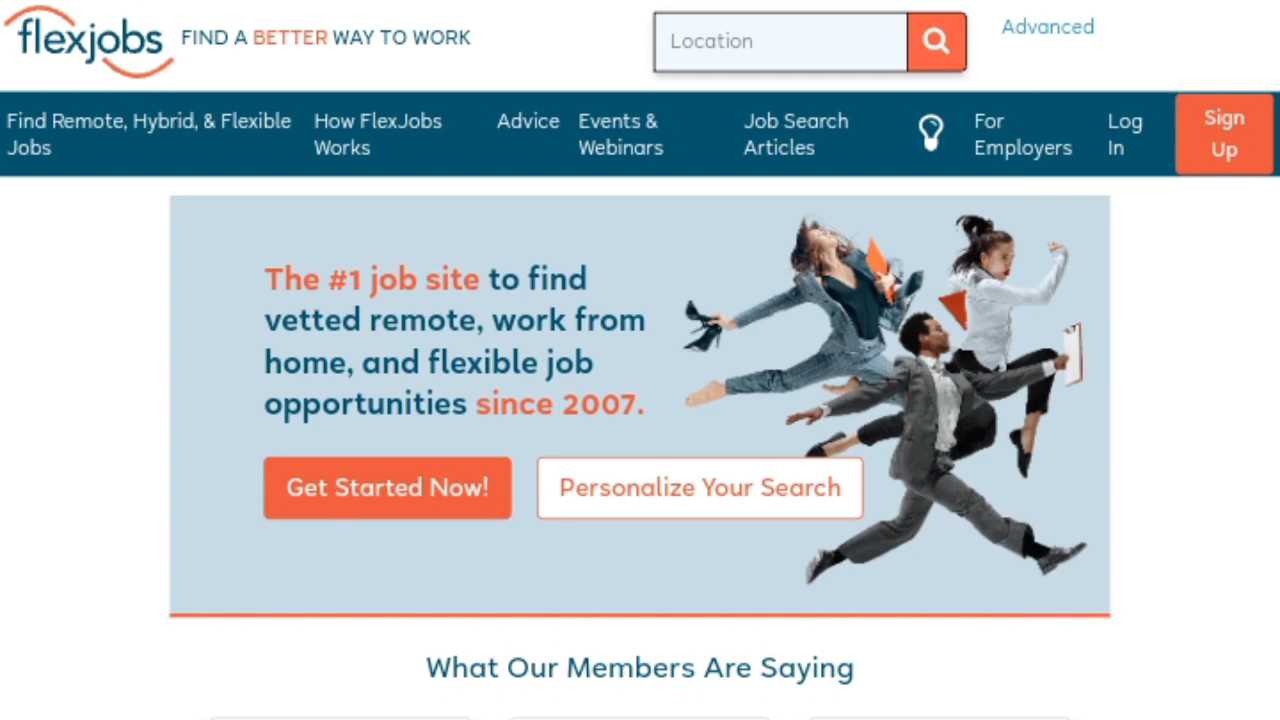 flexjobs FIND A BETTER WAY TO WORK
Location
Advanced
Find Remote, Hybrid, & Flexible
Jobs
How FlexJobs
Works
Advice
Events &
Webinars
Job Search
Articles
For
Employers
Log
In
Sign
Up
The #1 job site to find
vetted remote, work from
home, and flexible job
opportunities since 2007.
Get Started Now!
Personalize Your Search
What Our Members Are Saying